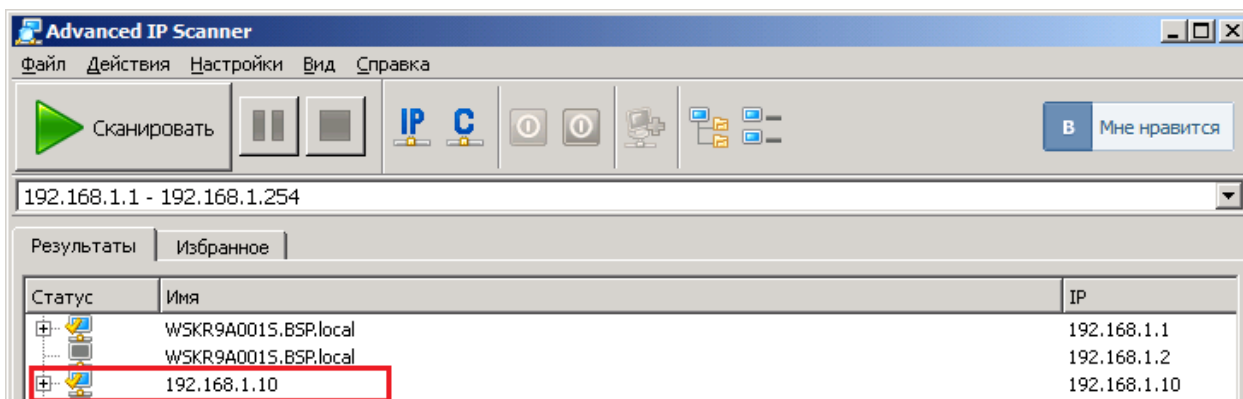 Advanced IP Scanner
Файл Действия Настройки Вид Справка
Сканировать IP C В Мне нравится
192.168.1.1 - 192.168.1.254
Результаты Избранное
Статус Имя IP
WSKR9A001S.BSP.local 192.168.1.1
WSKR9A001S.BSP.local 192.168.1.2
192.168.1.10 192.168.1.10